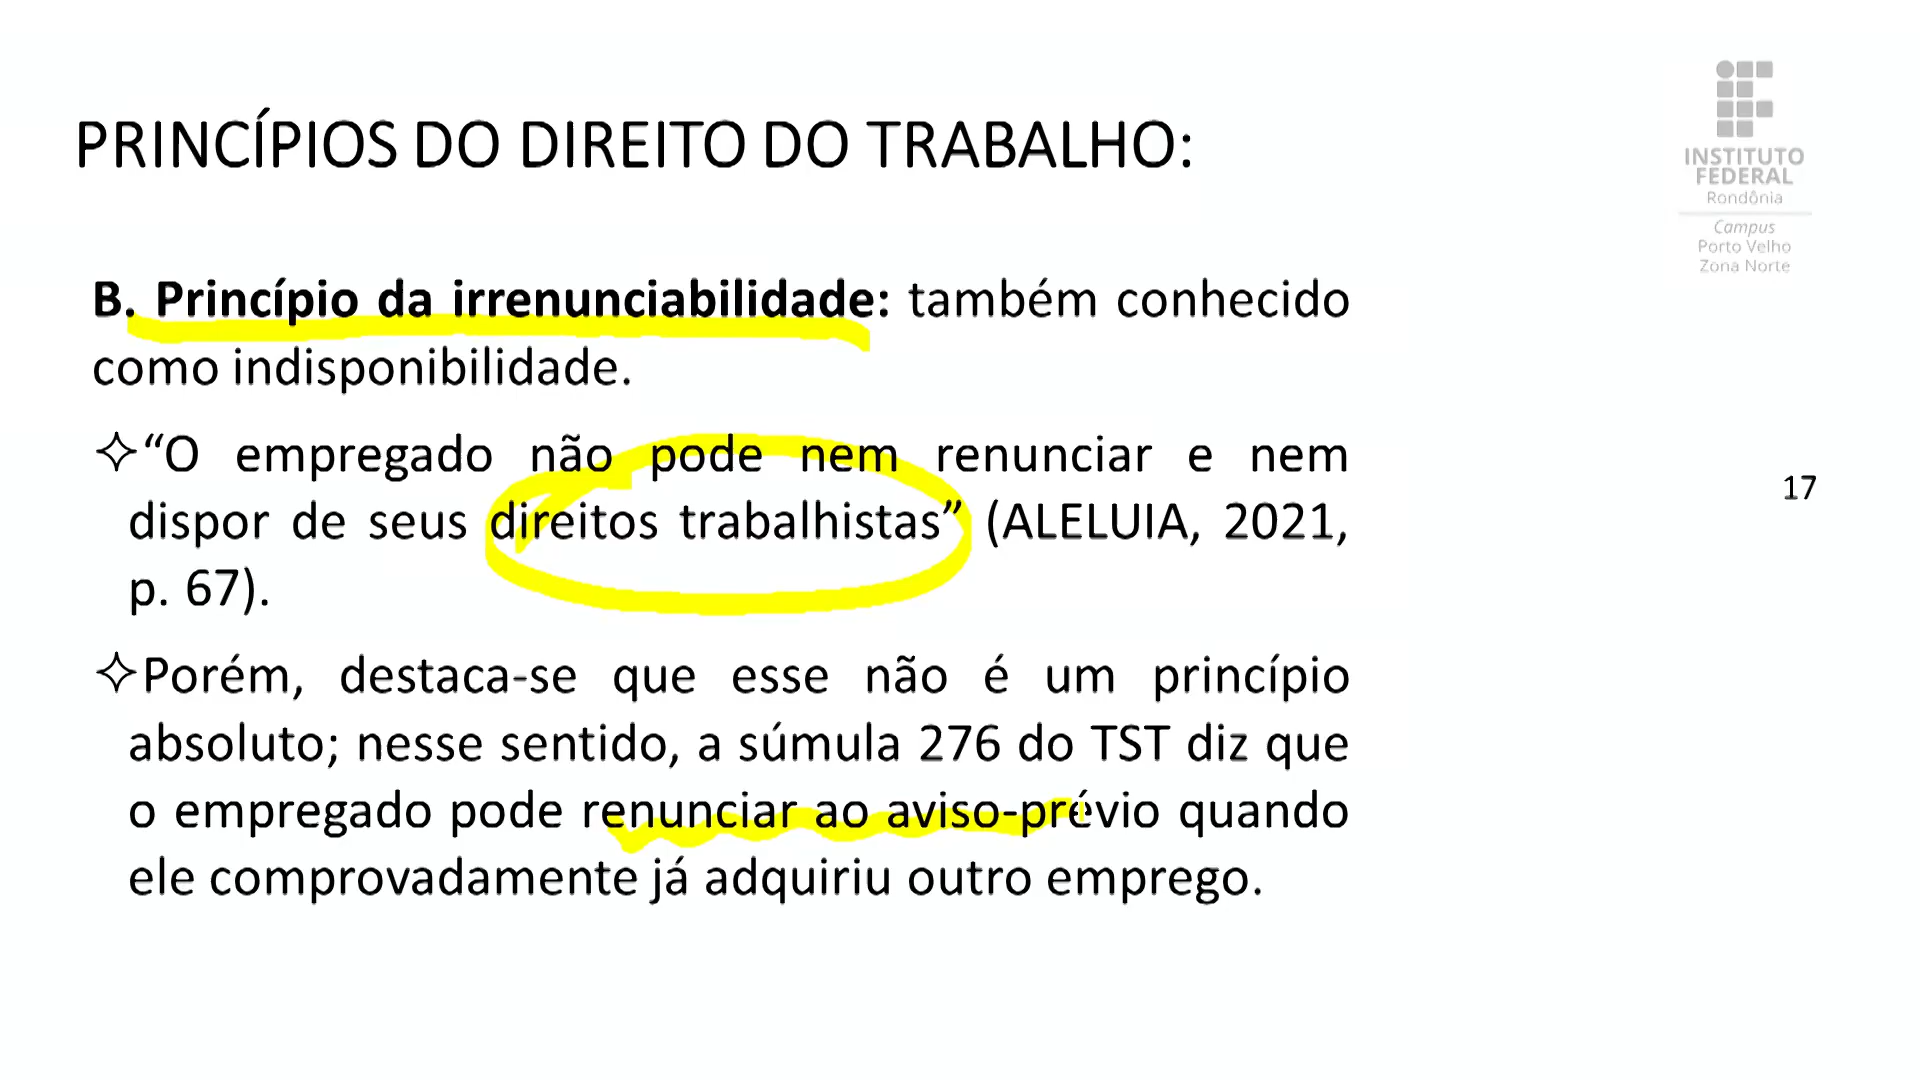 PRINCÍPIOS DO DIREITO DO TRABALHO:
INSTITUTO
FEDERAL
Rondônia
Campus
Porto Velho
Zona Norte
B. Princípio da irrenunciabilidade: também conhecido
como indisponibilidade.
“O empregado não pode nem renunciar e nem
dispor de seus direitos trabalhistas” (ALELUIA, 2021,
p. 67).
17
Porém, destaca-se que esse não é um princípio
absoluto; nesse sentido, a súmula 276 do TST diz que
o empregado pode renunciar ao aviso-prévio quando
ele comprovadamente já adquiriu outro emprego.